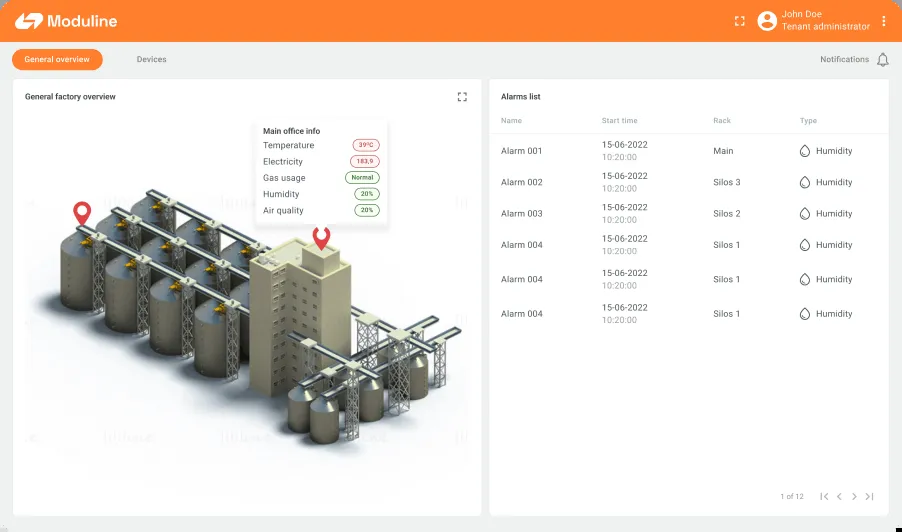 Moduline
John Doe
Tenant administrator
General overview
Devices
Notifications
General factory overview
Main office info
Temperature 39ºC
Electricity 183,9
Gas usage Normal
Humidity 20%
Air quality 20%
Alarms list
Name Start time Rack Type
Alarm 001 15-06-2022 Main Humidity
10:20:00
Alarm 002 15-06-2022 Silos 3 Humidity
10:20:00
Alarm 003 15-06-2022 Silos 2 Humidity
10:20:00
Alarm 004 15-06-2022 Silos 1 Humidity
10:20:00
Alarm 004 15-06-2022 Silos 1 Humidity
10:20:00
Alarm 004 15-06-2022 Silos 1 Humidity
10:20:00
1 of 12